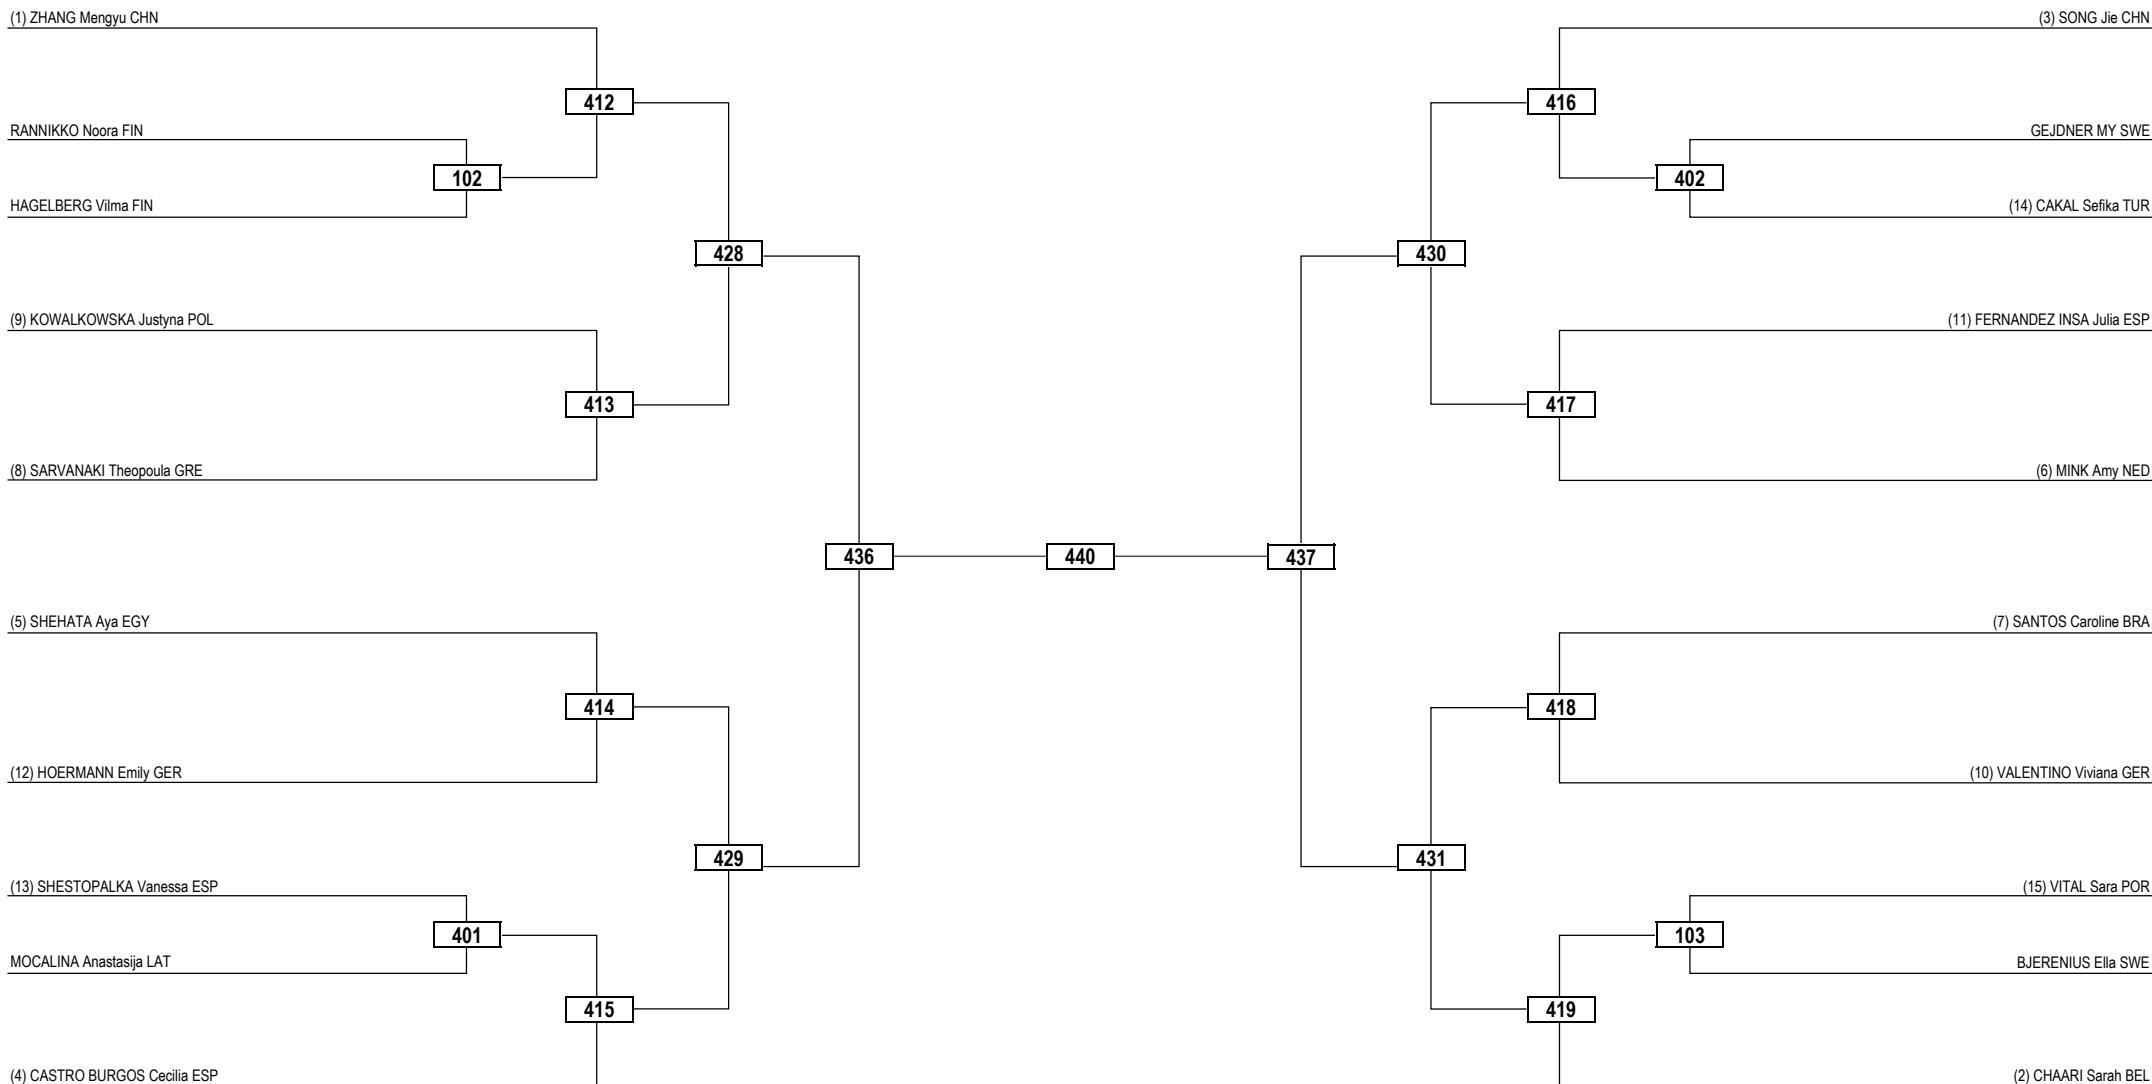 (1) ZHANG Mengyu CHN
(3) SONG Jie CHN
412
416
RANNIKKO Noora FIN
GEJDNER MY SWE
102
402
HAGELBERG Vilma FIN
(14) CAKAL Sefika TUR
428
430
(9) KOWALKOWSKA Justyna POL
(11) FERNANDEZ INSA Julia ESP
413
417
(8) SARVANAKI Theopoula GRE
(6) MINK Amy NED
436
440
437
(5) SHEHATA Aya EGY
(7) SANTOS Caroline BRA
414
418
(12) HOERMANN Emily GER
(10) VALENTINO Viviana GER
429
431
(13) SHESTOPALKA Vanessa ESP
(15) VITAL Sara POR
401
103
MOCALINA Anastasija LAT
BJERENIUS Ella SWE
415
419
(4) CASTRO BURGOS Cecilia ESP
(2) CHAARI Sarah BEL